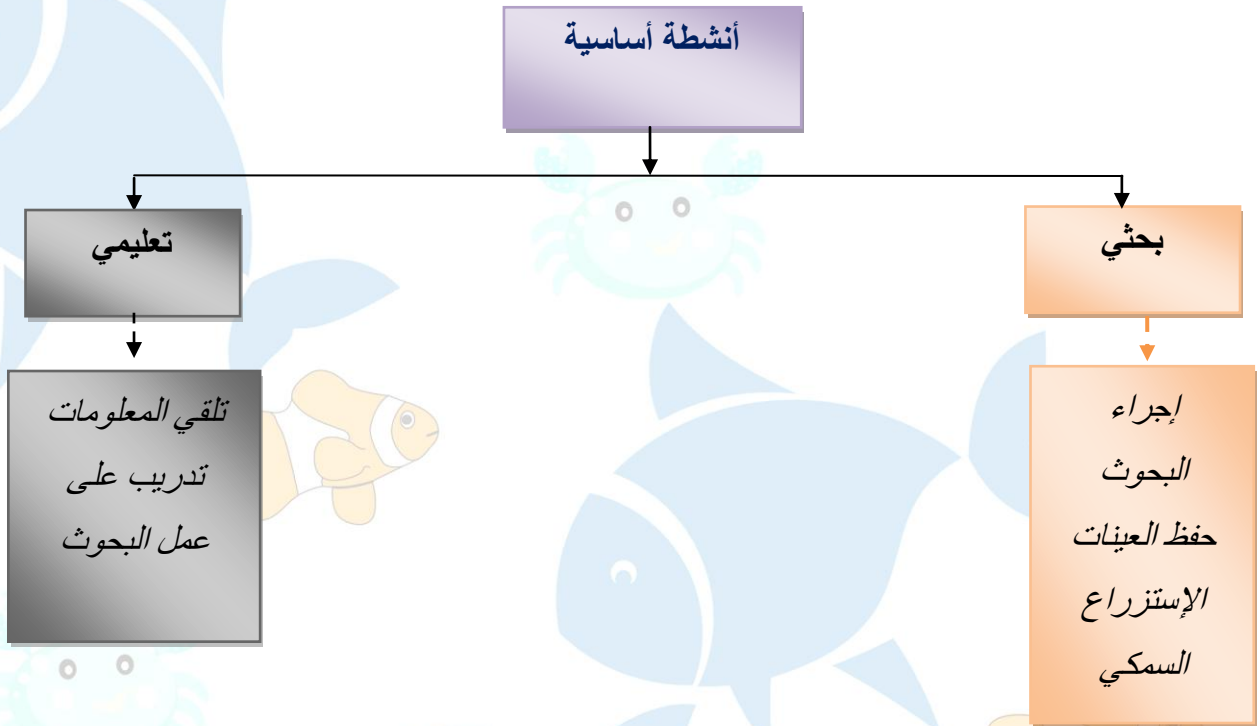 أنشطة أساسية
بحثي
تعليمي
إجراء
البحوث
حفظ العينات
الإستزراع
السمكي
تلقي المعلومات
تدريب على
عمل البحوث